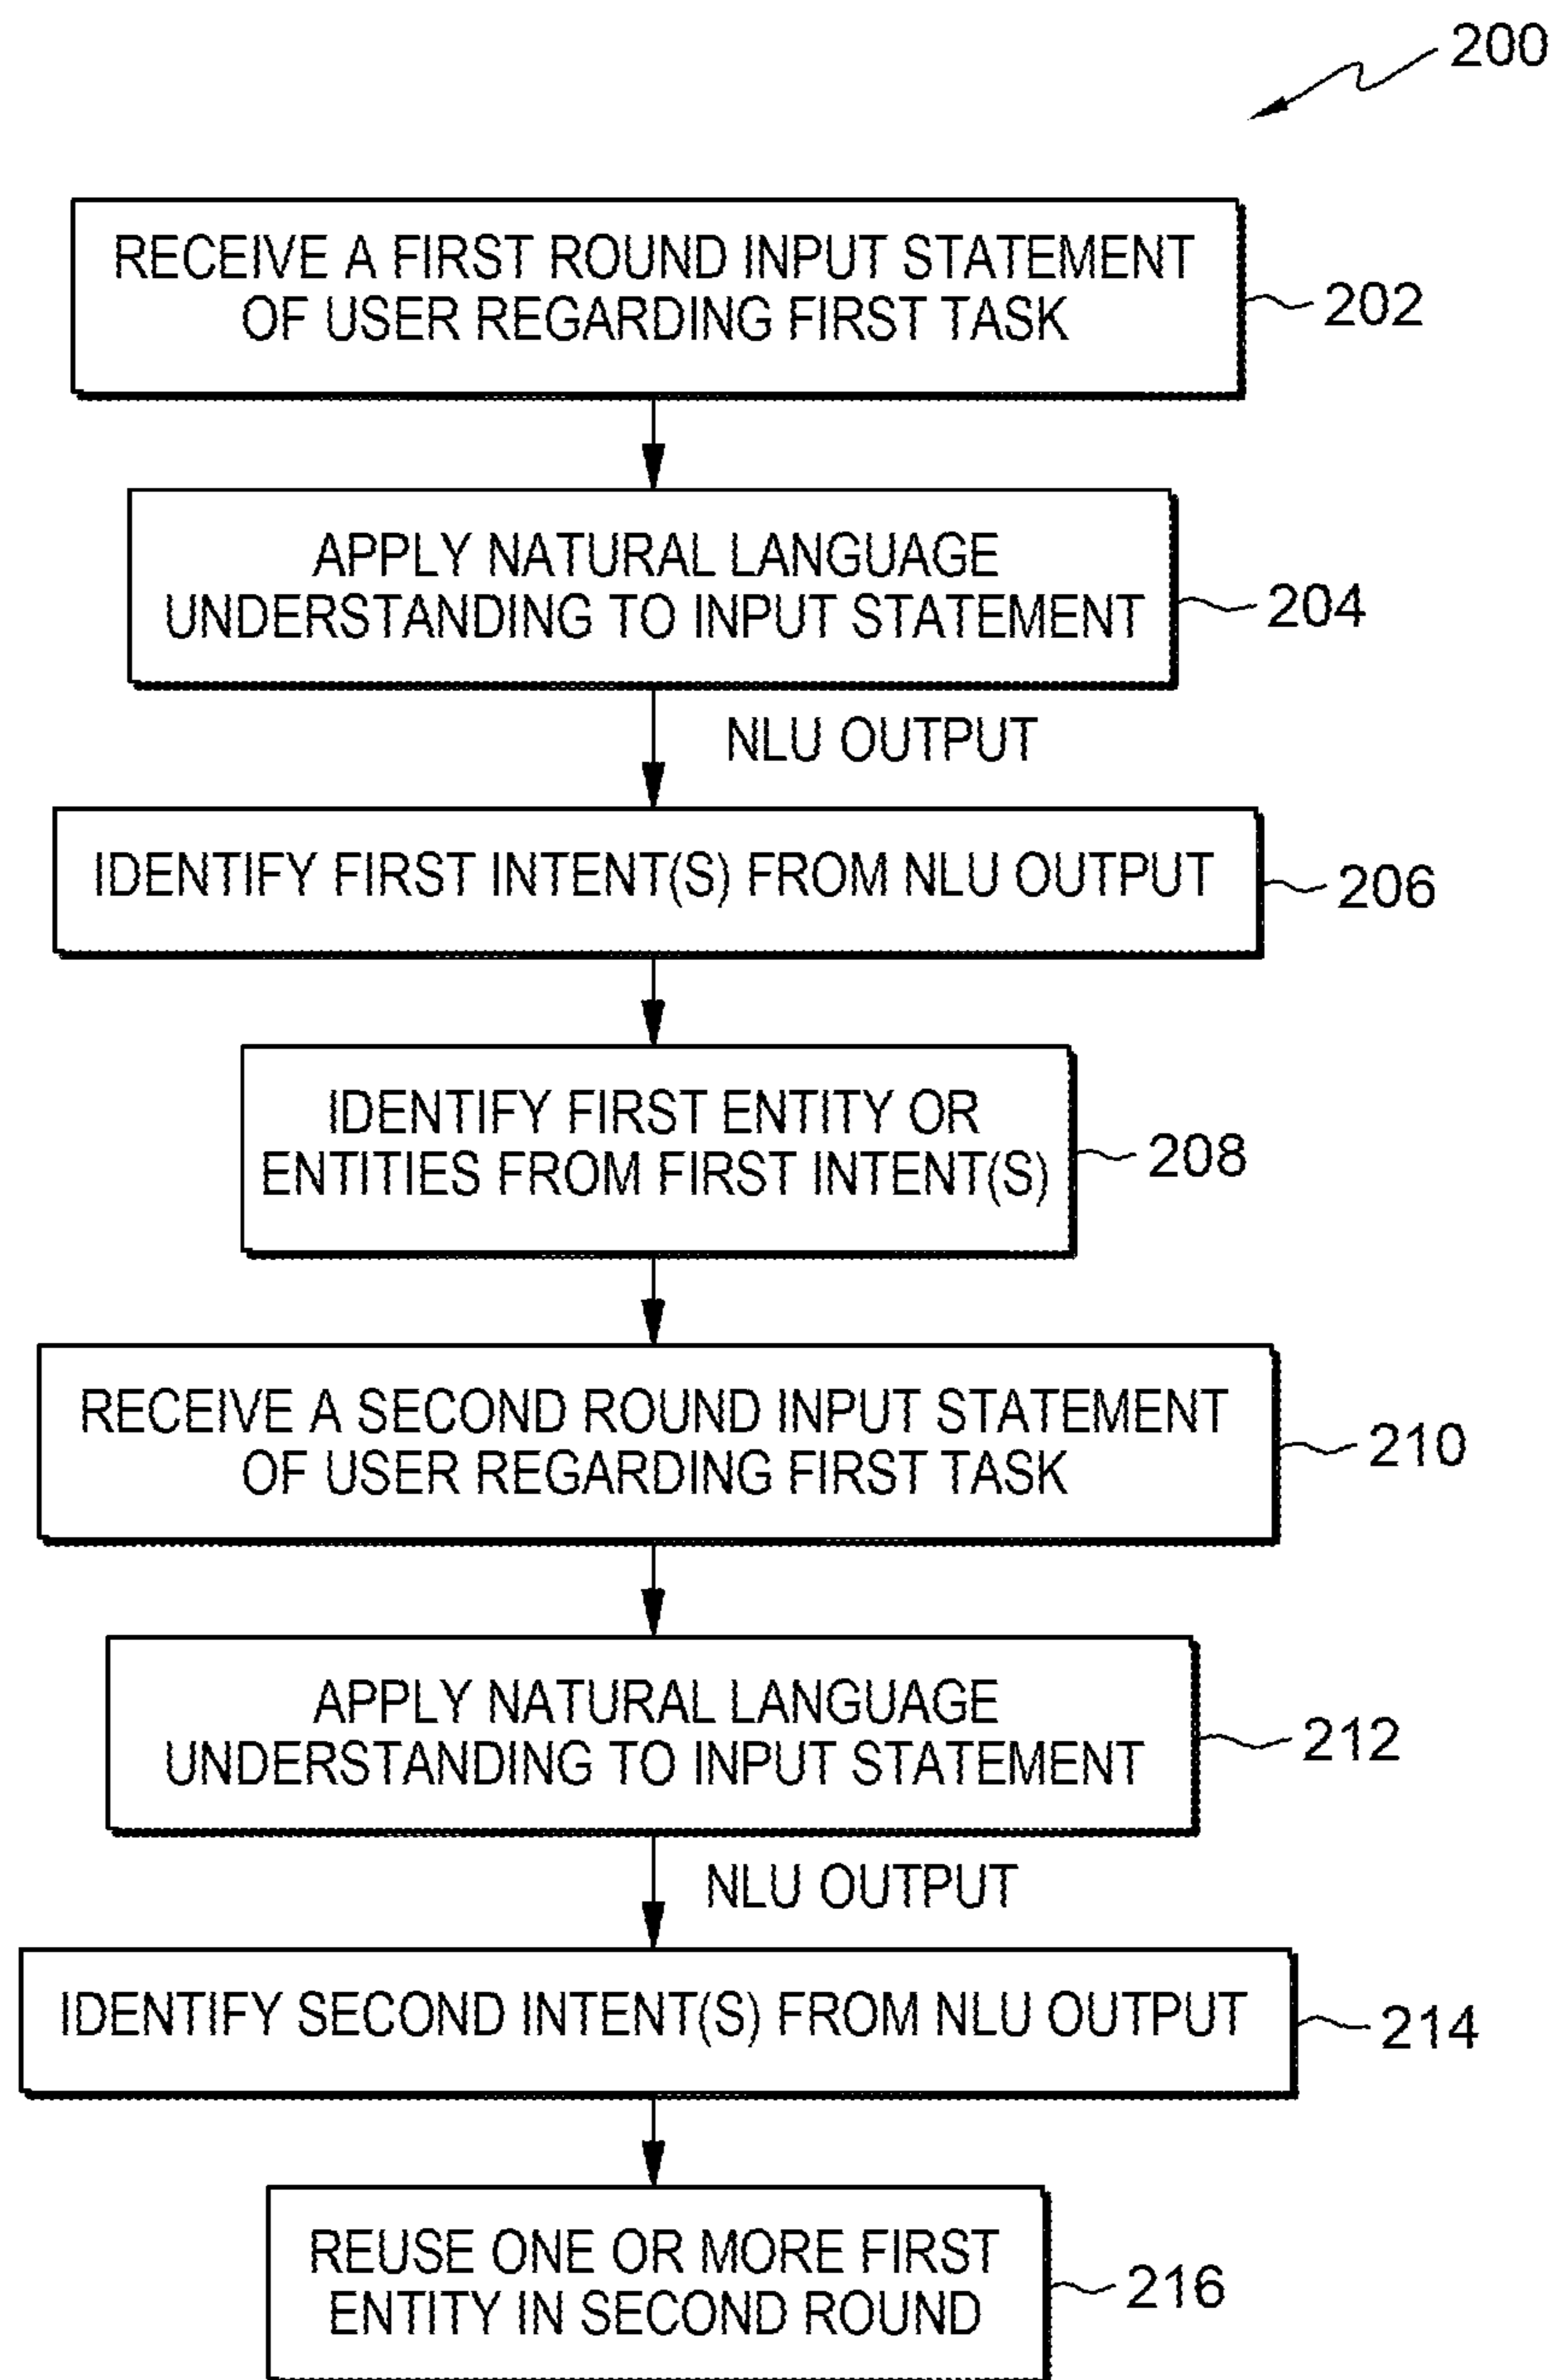 200
RECEIVE A FIRST ROUND INPUT STATEMENT
OF USER REGARDING FIRST TASK
202
APPLY NATURAL LANGUAGE
UNDERSTANDING TO INPUT STATEMENT
204
NLU OUTPUT
IDENTIFY FIRST INTENT(S) FROM NLU OUTPUT
206
IDENTIFY FIRST ENTITY OR
ENTITIES FROM FIRST INTENT(S)
208
RECEIVE A SECOND ROUND INPUT STATEMENT
OF USER REGARDING FIRST TASK
210
APPLY NATURAL LANGUAGE
UNDERSTANDING TO INPUT STATEMENT
212
NLU OUTPUT
IDENTIFY SECOND INTENT(S) FROM NLU OUTPUT
214
REUSE ONE OR MORE FIRST
ENTITY IN SECOND ROUND
216